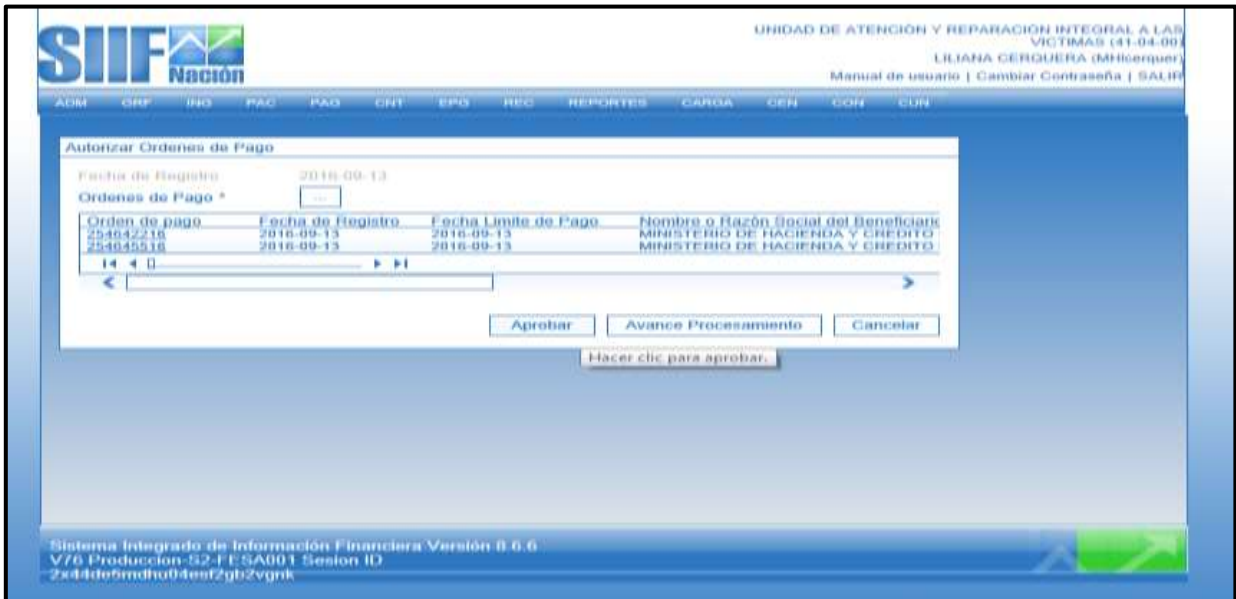 SIIF Nación
UNIDAD DE ATENCIÓN Y REPARACION INTEGRAL A LAS
VICTIMAS (41-04-00)
LILIANA CERQUERA (MHlcerquer)
Manual de usuario | Cambiar Contraseña | SALIR
ADM ORF ING PAC PAG CNT EPG REC REPORTES CARGA CEN CON CUN
Autorizar Ordenes de Pago
Fecha de Registro 2016-09-13
Ordenes de Pago * ...
Orden de pago Fecha de Registro Fecha Limite de Pago Nombre o Razón Social del Beneficiario
254642216 2016-09-13 2016-09-13 MINISTERIO DE HACIENDA Y CREDITO
254645516 2016-09-13 2016-09-13 MINISTERIO DE HACIENDA Y CREDITO
Aprobar Avance Procesamiento Cancelar
Hacer clic para aprobar.
Sistema Integrado de Información Financiera Versión 8.6.6
V76 Produccion-S2-FESA001 Sesion ID